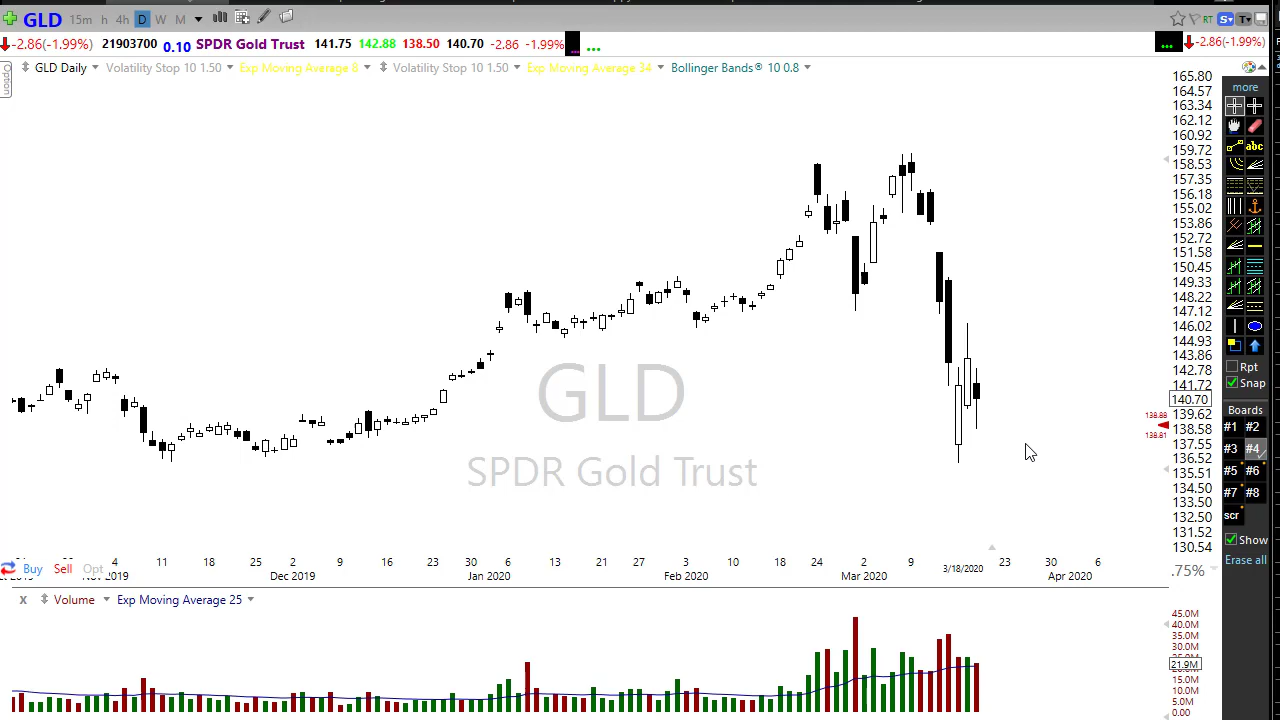 GLD 15m h 4h D W M RT S T
-2.86(-1.99%) 21903700 0.10 SPDR Gold Trust 141.75 142.88 138.50 140.70 -2.86 -1.99% ... ... -2.86(-1.99%)
GLD Daily Volatility Stop 10 1.50 Exp Moving Average 8 Volatility Stop 10 1.50 Exp Moving Average 34 Bollinger Bands® 10 0.8
Option
165.80
164.57
163.34
162.12
160.92
159.72
158.53
157.35
156.18
155.02
153.86
152.72
151.58
150.45
149.33
148.22
147.12
146.02
144.93
143.86
142.78
141.72
140.70
139.62
138.58
137.55
136.52
135.51
134.50
133.50
132.50
131.52
130.54
138.88
138.81
GLD
SPDR Gold Trust
more
abc
Rpt
Snap
Boards
#1 #2
#3 #4
#5 #6
#7 #8
scr
Show
Erase all
4 11 18 25 2 9 16 23 30 6 13 21 27 3 10 18 24 2 9 3/18/2020 23 30 6
Nov 2019 Dec 2019 Jan 2020 Feb 2020 Mar 2020 Apr 2020
Buy Sell Opt
.75%
X Volume Exp Moving Average 25
45.0M
40.0M
35.0M
30.0M
21.9M
15.0M
10.0M
5.0M
0.00